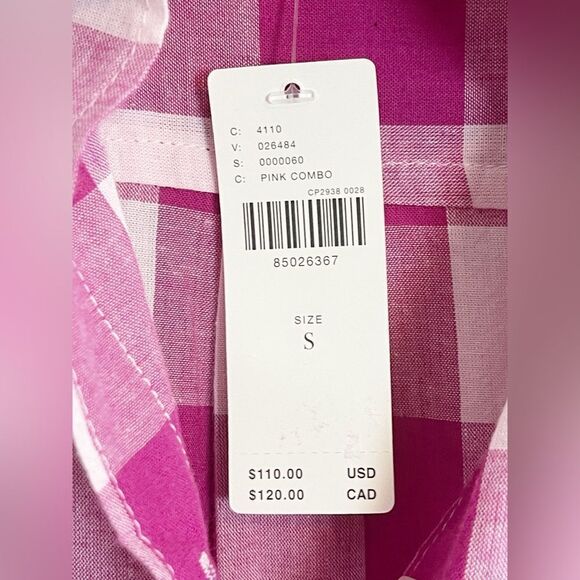 C: 4110
V: 026484
S: 0000060
C: PINK COMBO
CP2938 0028
85026367
SIZE
S
$110.00 USD
$120.00 CAD